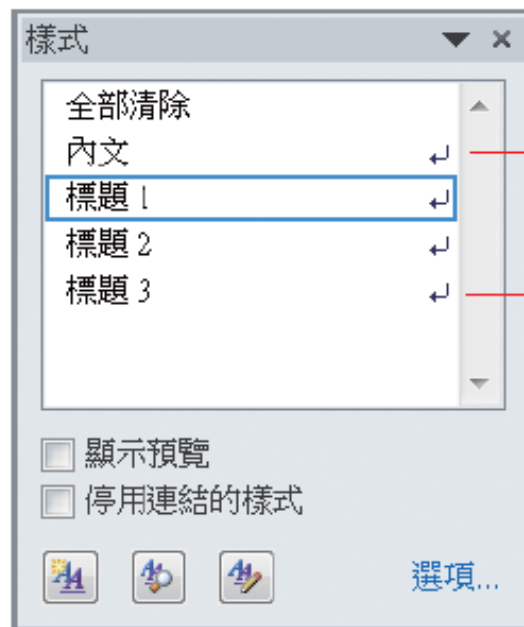 樣式
全部清除
內文
標題 1
標題 2
標題 3
顯示預覽
停用連結的樣式
選項...